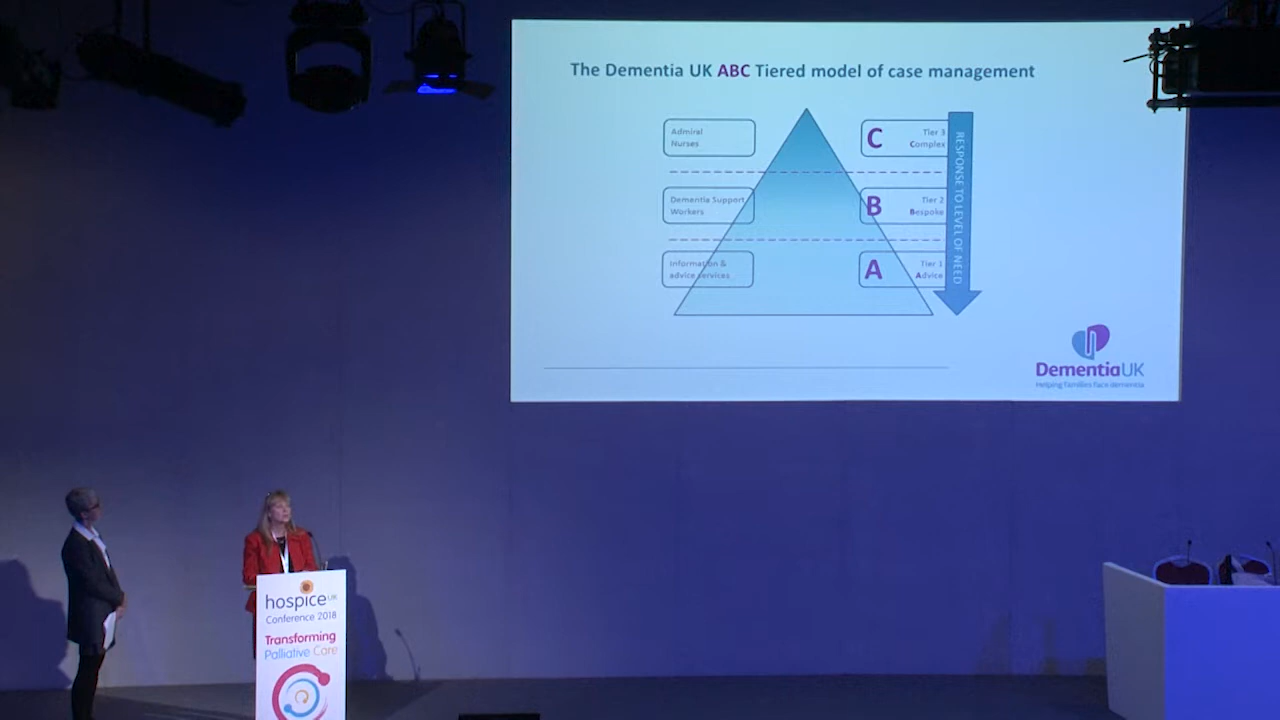 The Dementia UK ABC Tiered model of case management
Admiral
Nurses
C
Tier 3
Complex
Dementia Support
Workers
B
Tier 2
Bespoke
Information &
advice services
A
Tier 1
Advice
RESPONSE TO LEVEL OF NEED
DementiaUK
Helping families face dementia
hospice UK
Conference 2018
Transforming
Palliative Care